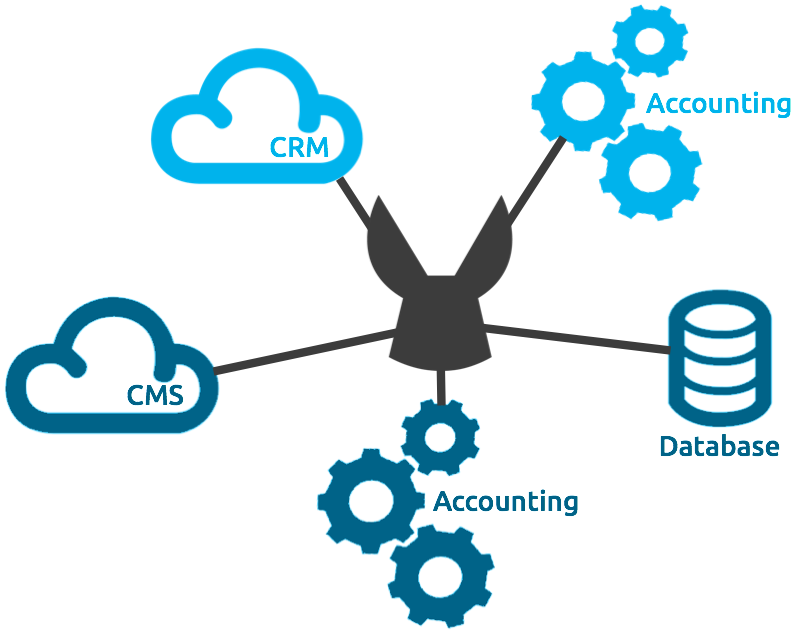 Accounting
CRM
CMS
Database
Accounting